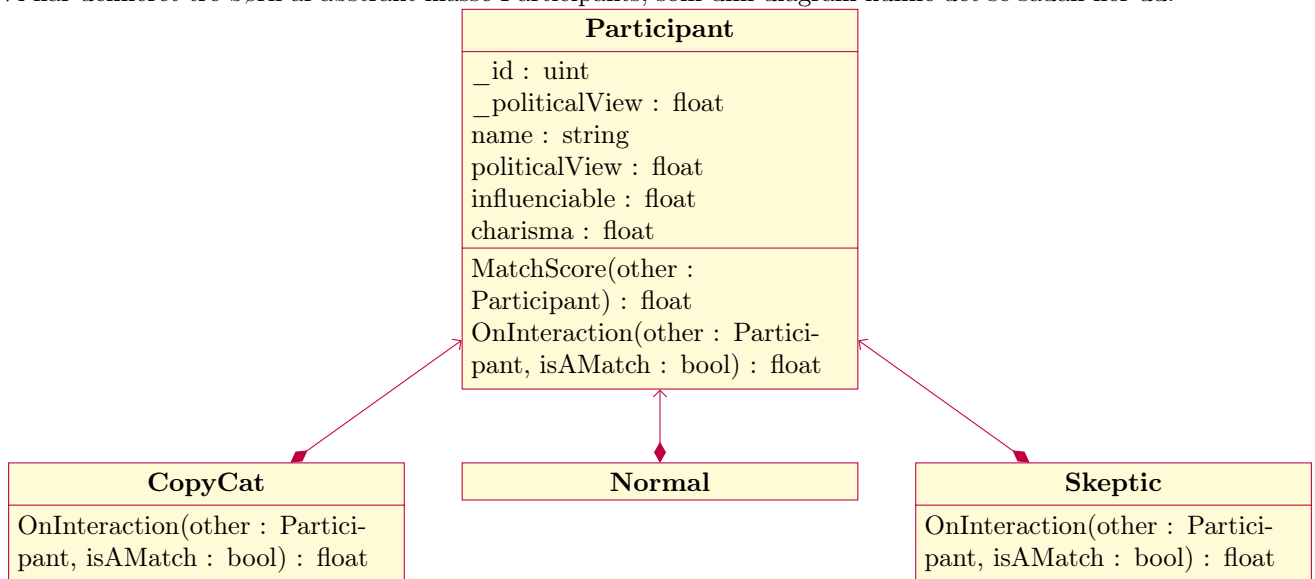 Participant
_id : uint
_politicalView : float
name : string
politicalView : float
influenciable : float
charisma : float
MatchScore(other :
Participant) : float
OnInteraction(other : Partici-
pant, isAMatch : bool) : float
CopyCat
OnInteraction(other : Partici-
pant, isAMatch : bool) : float
Normal
Skeptic
OnInteraction(other : Partici-
pant, isAMatch : bool) : float